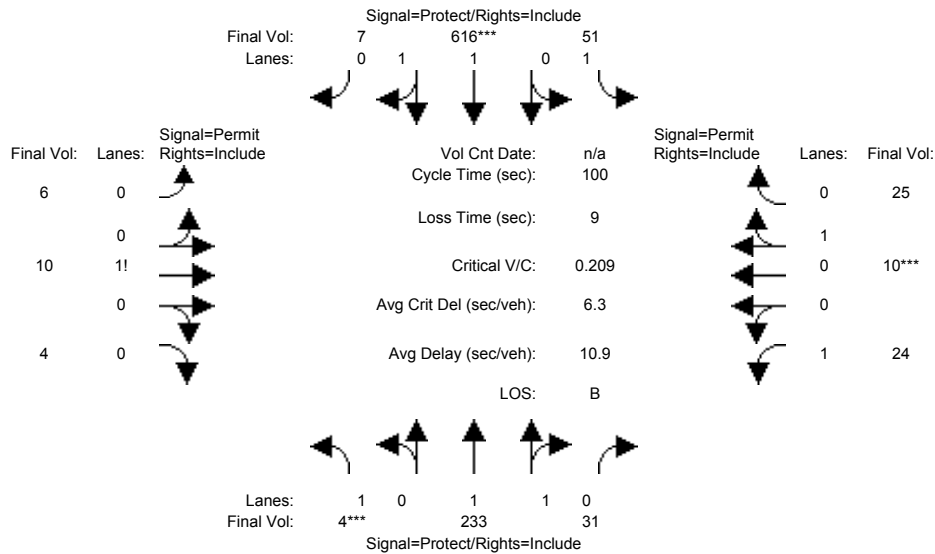 Signal=Protect/Rights=Include
Final Vol: 7 616*** 51
Lanes: 0 1 1 0 1
Signal=Permit
Final Vol: Lanes: Rights=Include
Vol Cnt Date: n/a
Signal=Permit
Rights=Include Lanes: Final Vol:
Cycle Time (sec): 100
6 0
0 25
Loss Time (sec): 9
0
1
10 1!
Critical V/C: 0.209
0 10***
0
Avg Crit Del (sec/veh): 6.3
0
4 0
Avg Delay (sec/veh): 10.9
1 24
LOS: B
Lanes: 1 0 1 1 0
Final Vol: 4*** 233 31
Signal=Protect/Rights=Include